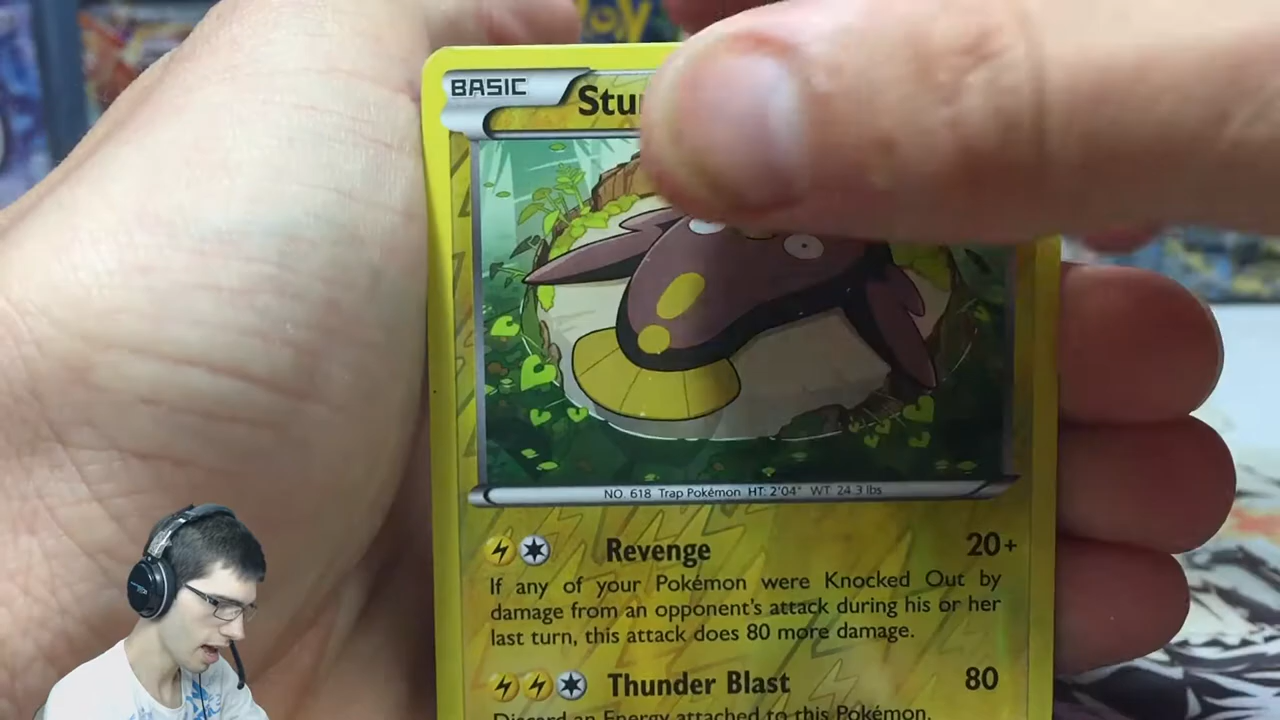 BASIC
Stu
NO. 618 Trap Pokémon HT: 2'04" WT: 24.3 lbs
Revenge 20+
If any of your Pokémon were Knocked Out by
damage from an opponent's attack during his or her
last turn, this attack does 80 more damage.
Thunder Blast 80
Discard an Energy attached to this Pokémon.